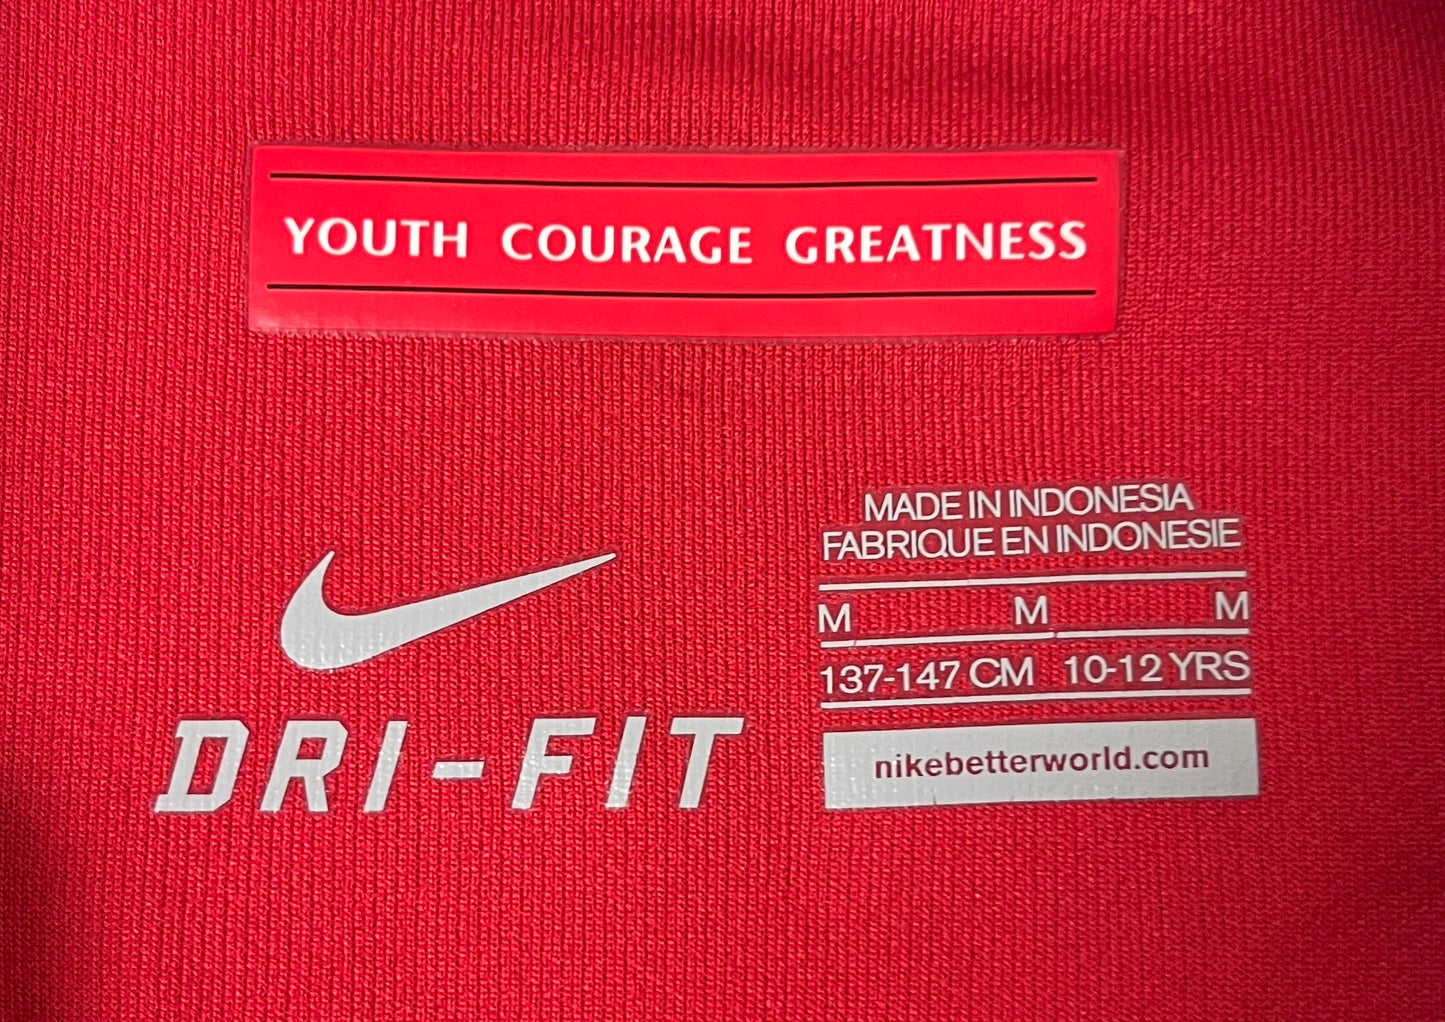 YOUTH COURAGE GREATNESS
MADE IN INDONESIA
FABRIQUE EN INDONESIE
M M M
137-147 CM 10-12 YRS
nikebetterworld.com
DRI-FIT